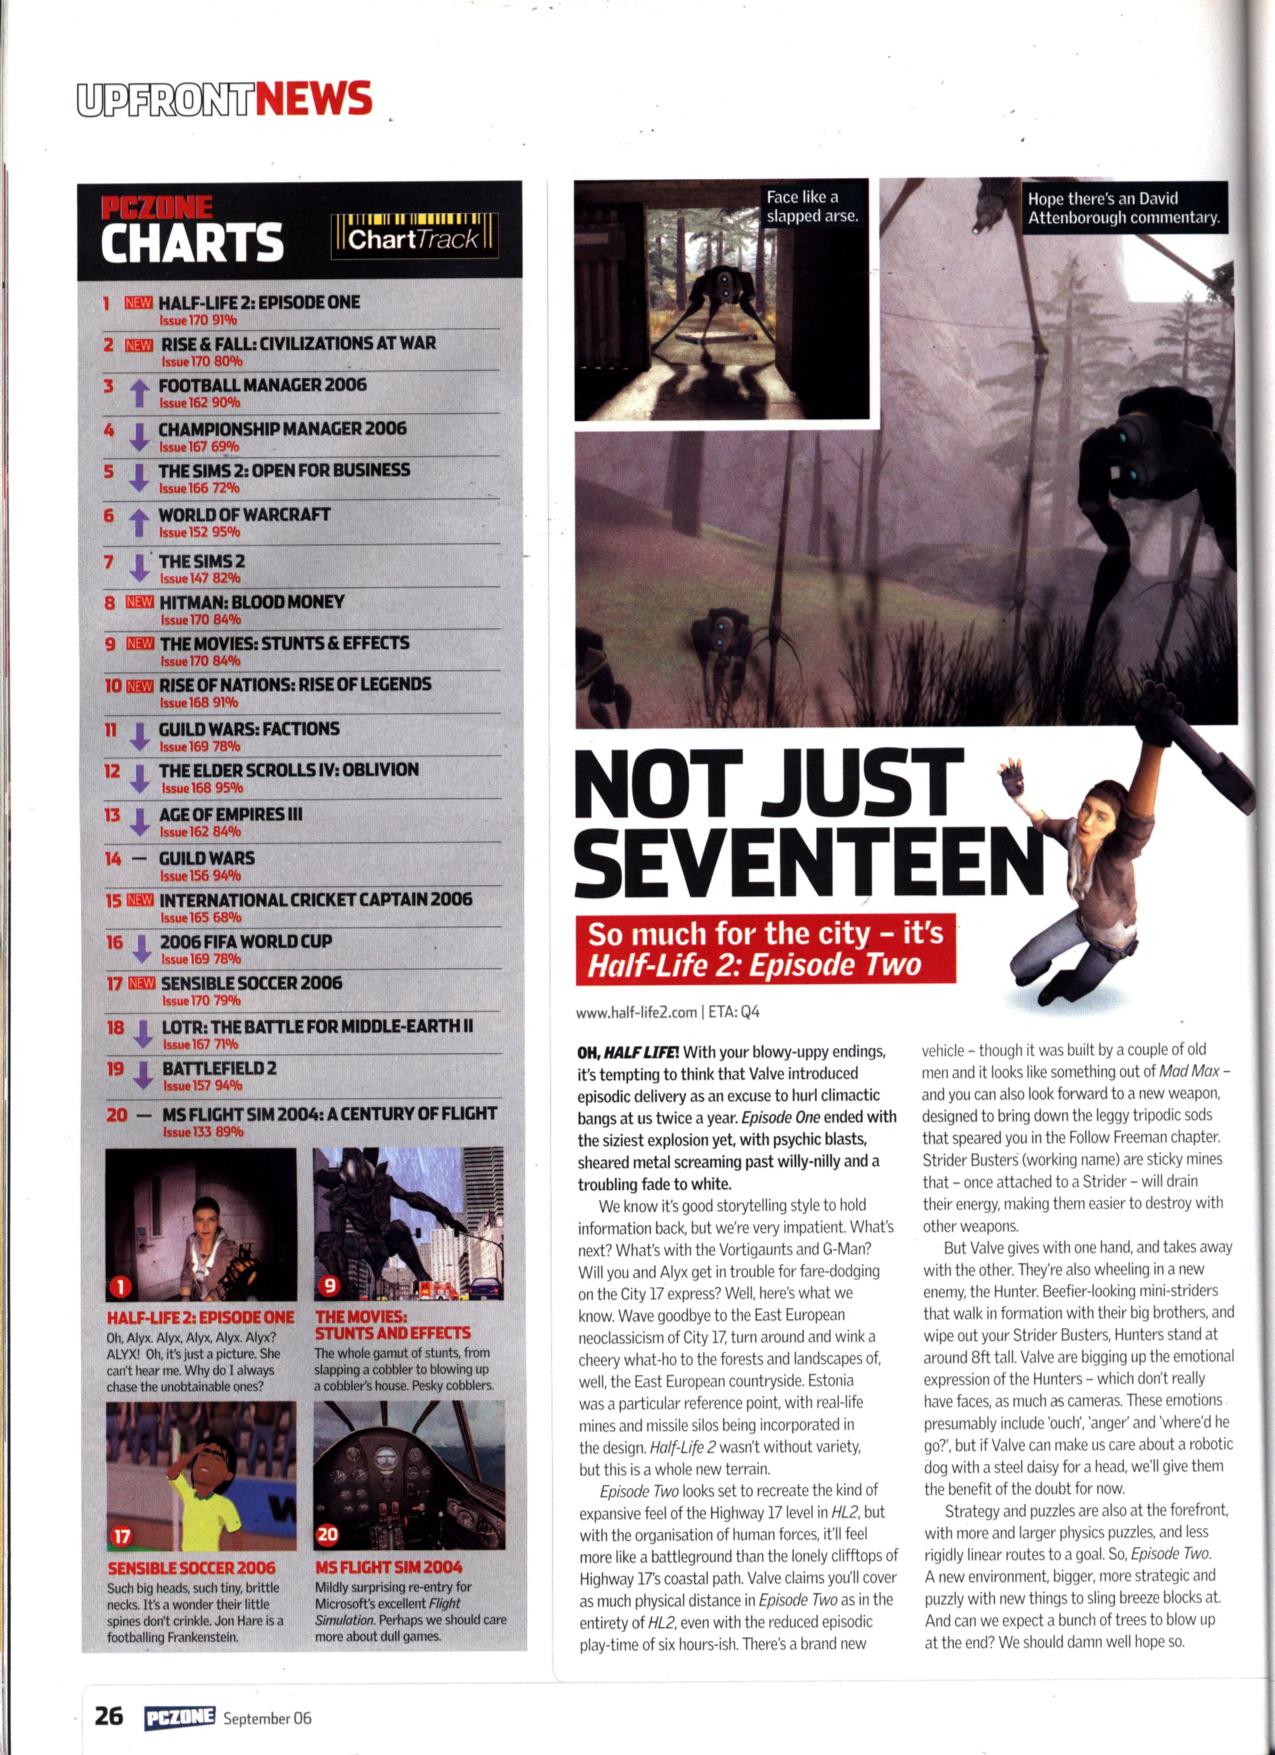 UPFRONTNEWS
PCZONE
CHARTS
ChartTrack
1 NEW HALF-LIFE 2: EPISODE ONE
Issue 170 91%
2 NEW RISE & FALL: CIVILIZATIONS AT WAR
Issue 170 80%
3 FOOTBALL MANAGER 2006
Issue 162 90%
4 CHAMPIONSHIP MANAGER 2006
Issue 167 69%
5 THE SIMS 2: OPEN FOR BUSINESS
Issue 166 72%
6 WORLD OF WARCRAFT
Issue 152 95%
7 THE SIMS 2
Issue 147 82%
8 NEW HITMAN: BLOOD MONEY
Issue 170 84%
9 NEW THE MOVIES: STUNTS & EFFECTS
Issue 170 84%
10 NEW RISE OF NATIONS: RISE OF LEGENDS
Issue 168 91%
11 GUILD WARS: FACTIONS
Issue 169 78%
12 THE ELDER SCROLLS IV: OBLIVION
Issue 168 95%
13 AGE OF EMPIRES III
Issue 162 84%
14 — GUILD WARS
Issue 156 94%
15 NEW INTERNATIONAL CRICKET CAPTAIN 2006
Issue 165 68%
16 2006 FIFA WORLD CUP
Issue 169 78%
17 NEW SENSIBLE SOCCER 2006
Issue 170 79%
18 LOTR: THE BATTLE FOR MIDDLE-EARTH II
Issue 167 71%
19 BATTLEFIELD 2
Issue 157 94%
20 — MS FLIGHT SIM 2004: A CENTURY OF FLIGHT
Issue 133 89%
1
HALF-LIFE 2: EPISODE ONE
Oh, Alyx. Alyx, Alyx, Alyx. Alyx?
ALYX! Oh, it's just a picture. She
can't hear me. Why do I always
chase the unobtainable ones?
9
THE MOVIES:
STUNTS AND EFFECTS
The whole gamut of stunts, from
slapping a cobbler to blowing up
a cobbler's house. Pesky cobblers.
17
SENSIBLE SOCCER 2006
Such big heads, such tiny, brittle
necks. It's a wonder their little
spines don't crinkle. Jon Hare is a
footballing Frankenstein.
20
MS FLIGHT SIM 2004
Mildly surprising re-entry for
Microsoft's excellent Flight
Simulation. Perhaps we should care
more about dull games.
Face like a
slapped arse.
Hope there's an David
Attenborough commentary.
NOT JUST
SEVENTEEN
So much for the city – it's
Half-Life 2: Episode Two
www.half-life2.com | ETA: Q4
OH, HALF LIFE! With your blowy-uppy endings,
it's tempting to think that Valve introduced
episodic delivery as an excuse to hurl climactic
bangs at us twice a year. Episode One ended with
the siziest explosion yet, with psychic blasts,
sheared metal screaming past willy-nilly and a
troubling fade to white.
We know it's good storytelling style to hold
information back, but we're very impatient. What's
next? What's with the Vortigaunts and G-Man?
Will you and Alyx get in trouble for fare-dodging
on the City 17 express? Well, here's what we
know. Wave goodbye to the East European
neoclassicism of City 17, turn around and wink a
cheery what-ho to the forests and landscapes of,
well, the East European countryside. Estonia
was a particular reference point, with real-life
mines and missile silos being incorporated in
the design. Half-Life 2 wasn't without variety,
but this is a whole new terrain.
Episode Two looks set to recreate the kind of
expansive feel of the Highway 17 level in HL2, but
with the organisation of human forces, it'll feel
more like a battleground than the lonely clifftops of
Highway 17's coastal path. Valve claims you'll cover
as much physical distance in Episode Two as in the
entirety of HL2, even with the reduced episodic
play-time of six hours-ish. There's a brand new
vehicle – though it was built by a couple of old
men and it looks like something out of Mad Max –
and you can also look forward to a new weapon,
designed to bring down the leggy tripodic sods
that speared you in the Follow Freeman chapter.
Strider Busters (working name) are sticky mines
that – once attached to a Strider – will drain
their energy, making them easier to destroy with
other weapons.
But Valve gives with one hand, and takes away
with the other. They're also wheeling in a new
enemy, the Hunter. Beefier-looking mini-striders
that walk in formation with their big brothers, and
wipe out your Strider Busters, Hunters stand at
around 8ft tall. Valve are bigging up the emotional
expression of the Hunters – which don't really
have faces, as much as cameras. These emotions
presumably include 'ouch', 'anger' and 'where'd he
go?', but if Valve can make us care about a robotic
dog with a steel daisy for a head, we'll give them
the benefit of the doubt for now.
Strategy and puzzles are also at the forefront,
with more and larger physics puzzles, and less
rigidly linear routes to a goal. So, Episode Two.
A new environment, bigger, more strategic and
puzzly with new things to sling breeze blocks at.
And can we expect a bunch of trees to blow up
at the end? We should damn well hope so.
26 PCZONE September 06